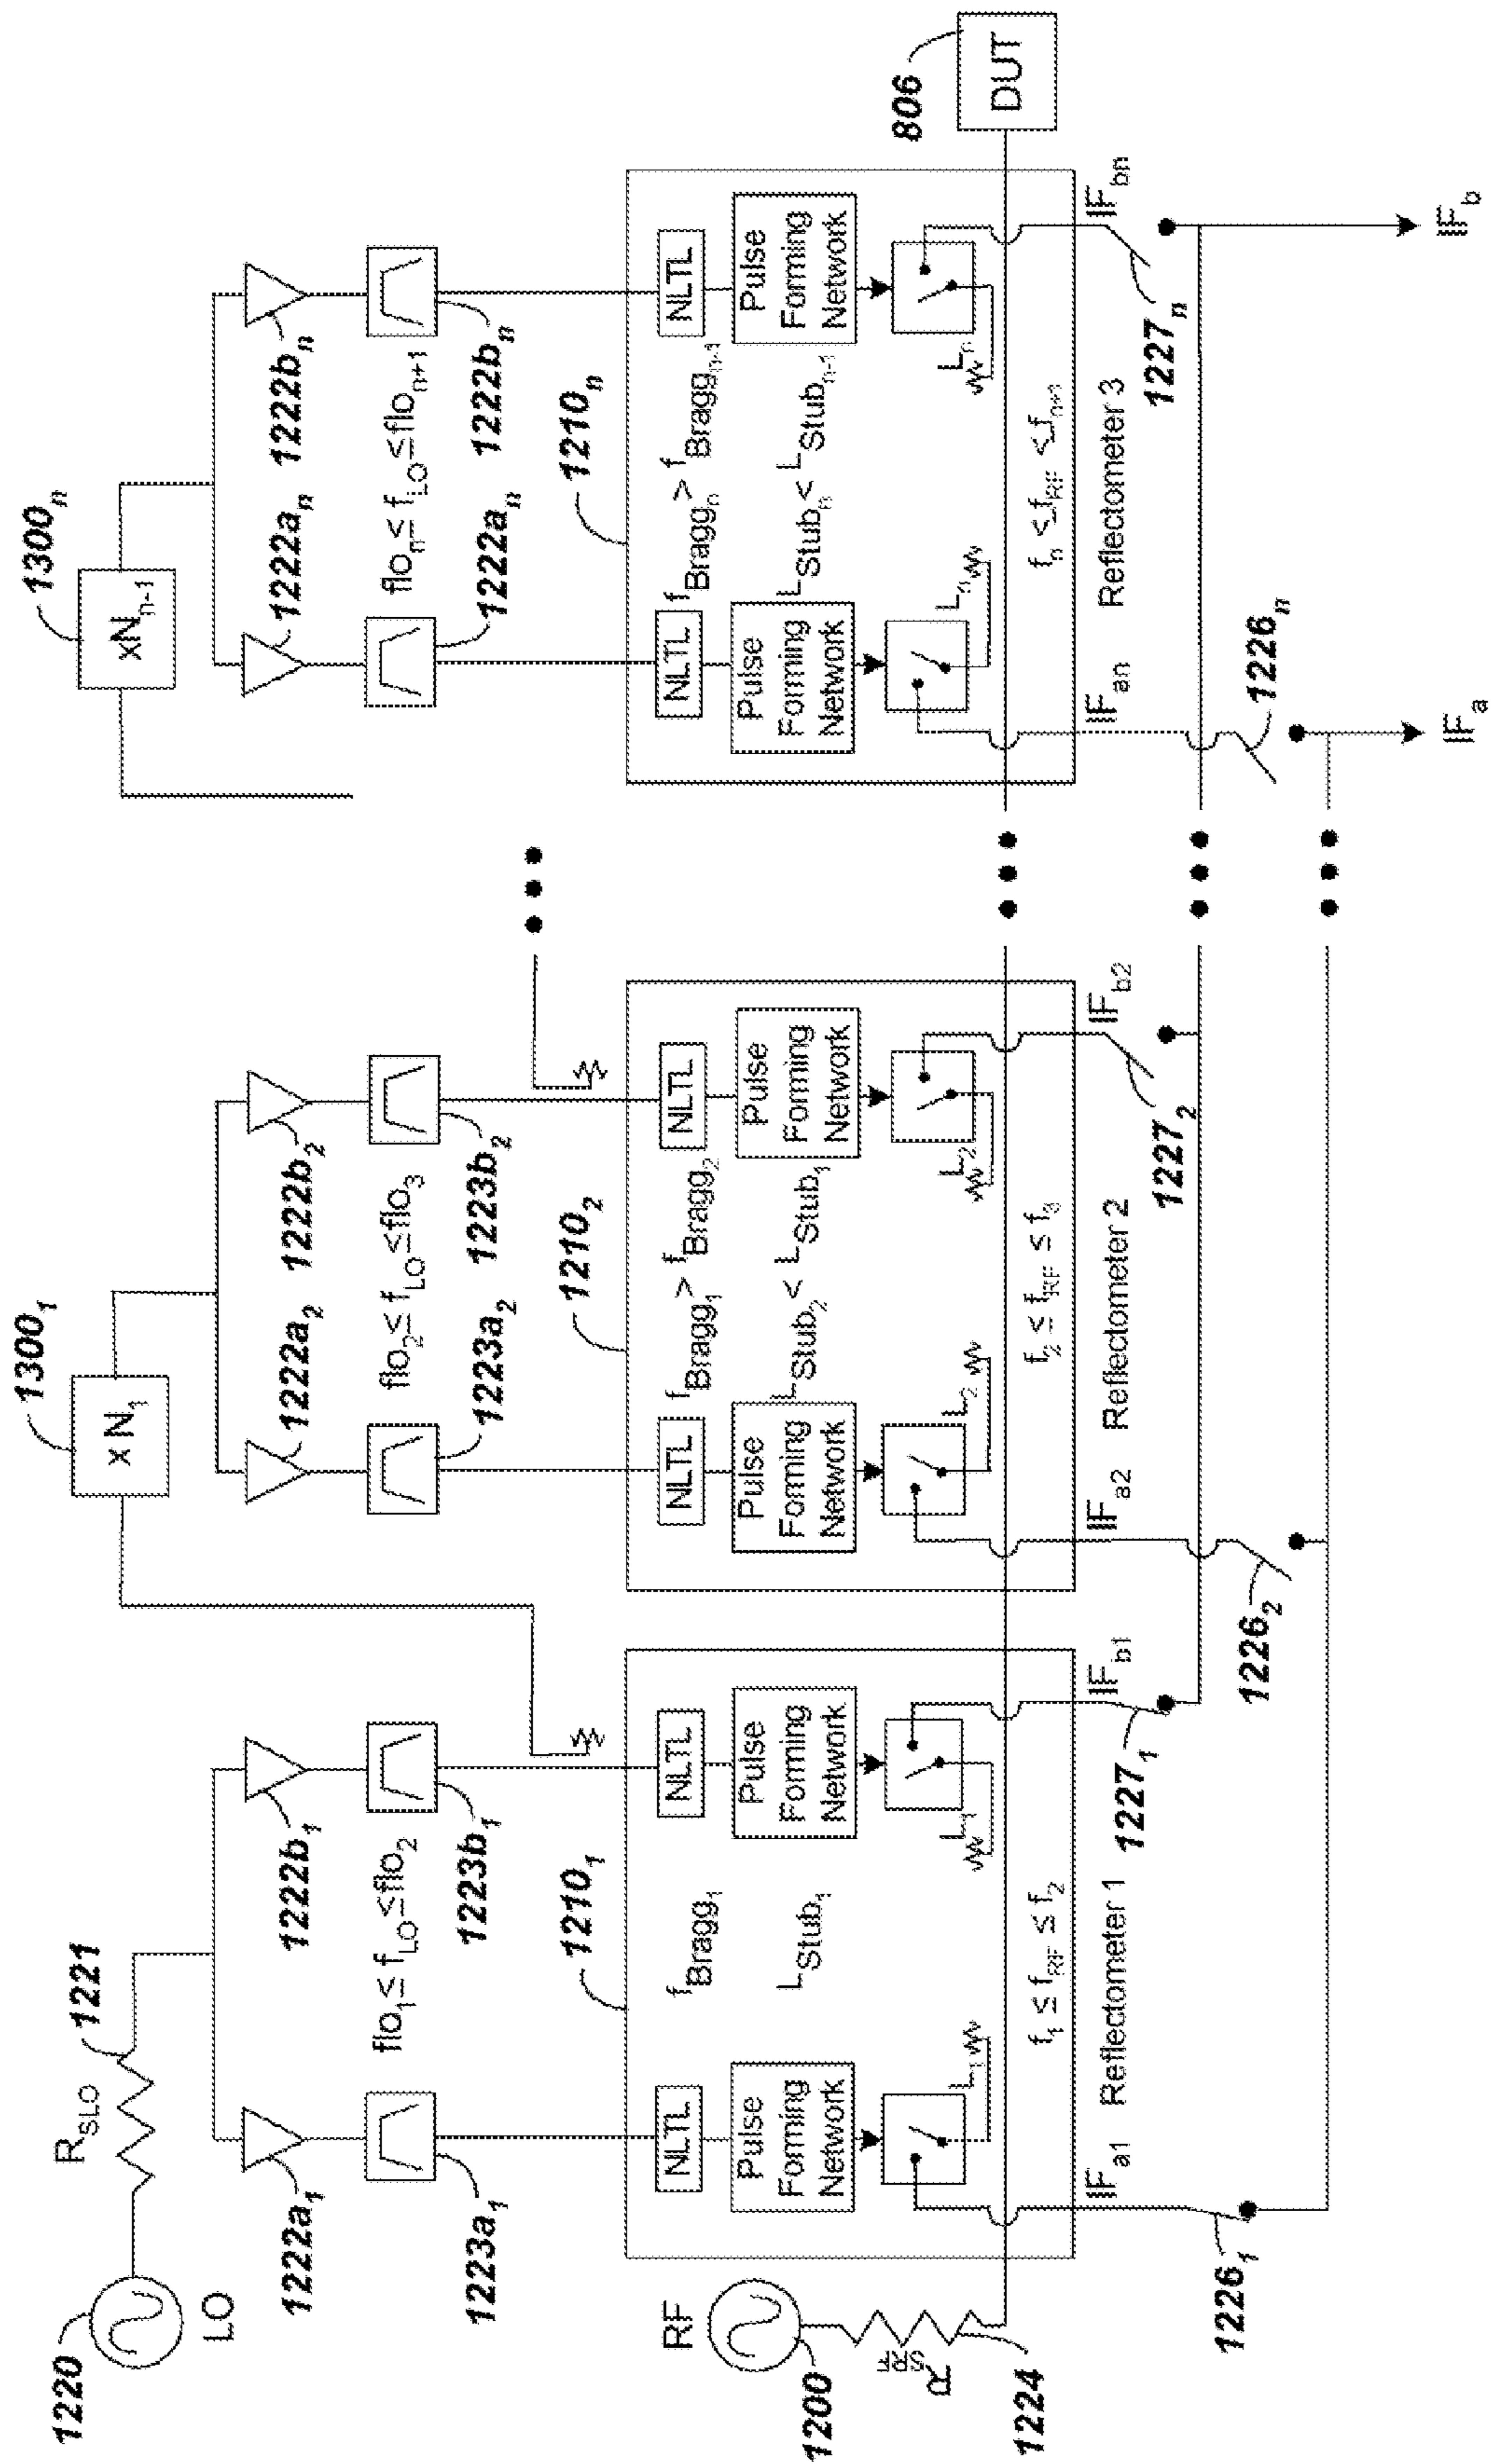 1220
LO
R_SLO
1221
1222a_1
1222b_1
flo_1 ≤ f_LO ≤ flo_2
1223a_1
1223b_1
1210_1
NLTL
NLTL
f_Bragg_1
Pulse Forming Network
Pulse Forming Network
L_Stub_1
L_1
L_1
f_1 ≤ f_RF ≤ f_2
RF
1200
R_SRF
1224
IF_a1
Reflectometer 1
IF_b1
1226_1
1227_1
1300_1
x N_1
1222a_2
1222b_2
flo_2 ≤ f_LO ≤ flo_3
1223a_2
1223b_2
1210_2
NLTL
NLTL
f_Bragg_1 > f_Bragg_2
Pulse Forming Network
Pulse Forming Network
L_Stub_2 < L_Stub_1
L_2
L_2
f_2 ≤ f_RF ≤ f_3
IF_a2
Reflectometer 2
IF_b2
1226_2
1227_2
1300_n
xN_n-1
1222a_n
1222b_n
flo_n ≤ f_LO ≤ flo_n+1
1222a_n
1222b_n
1210_n
NLTL
NLTL
f_Bragg_n > f_Bragg_n-1
Pulse Forming Network
Pulse Forming Network
L_Stub_n < L_Stub_n-1
L_n
L_n
f_n ≤ f_RF ≤ f_n+1
806
DUT
IF_an
Reflectometer 3
IF_bn
1226_n
1227_n
IF_a
IF_b